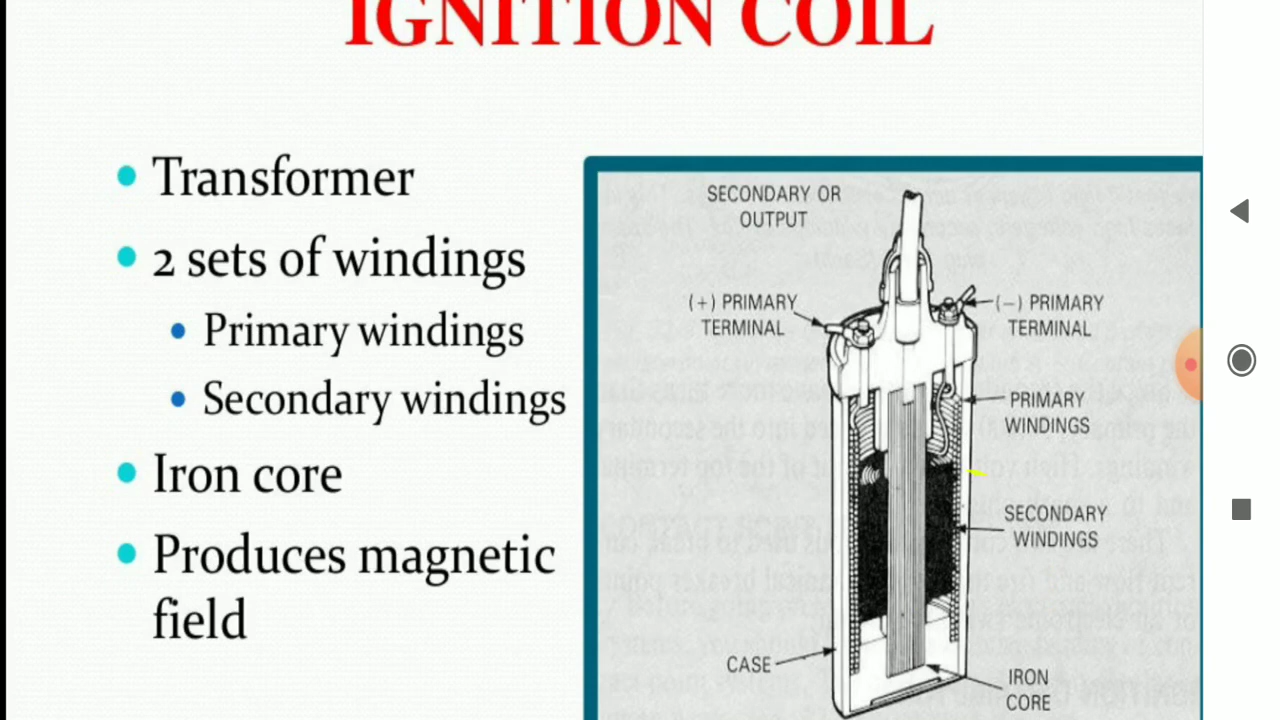 IGNITION COIL
Transformer
2 sets of windings
Primary windings
Secondary windings
Iron core
Produces magnetic
field
SECONDARY OR
OUTPUT
(+) PRIMARY
TERMINAL
(−) PRIMARY
TERMINAL
PRIMARY
WINDINGS
SECONDARY
WINDINGS
CASE
IRON
CORE